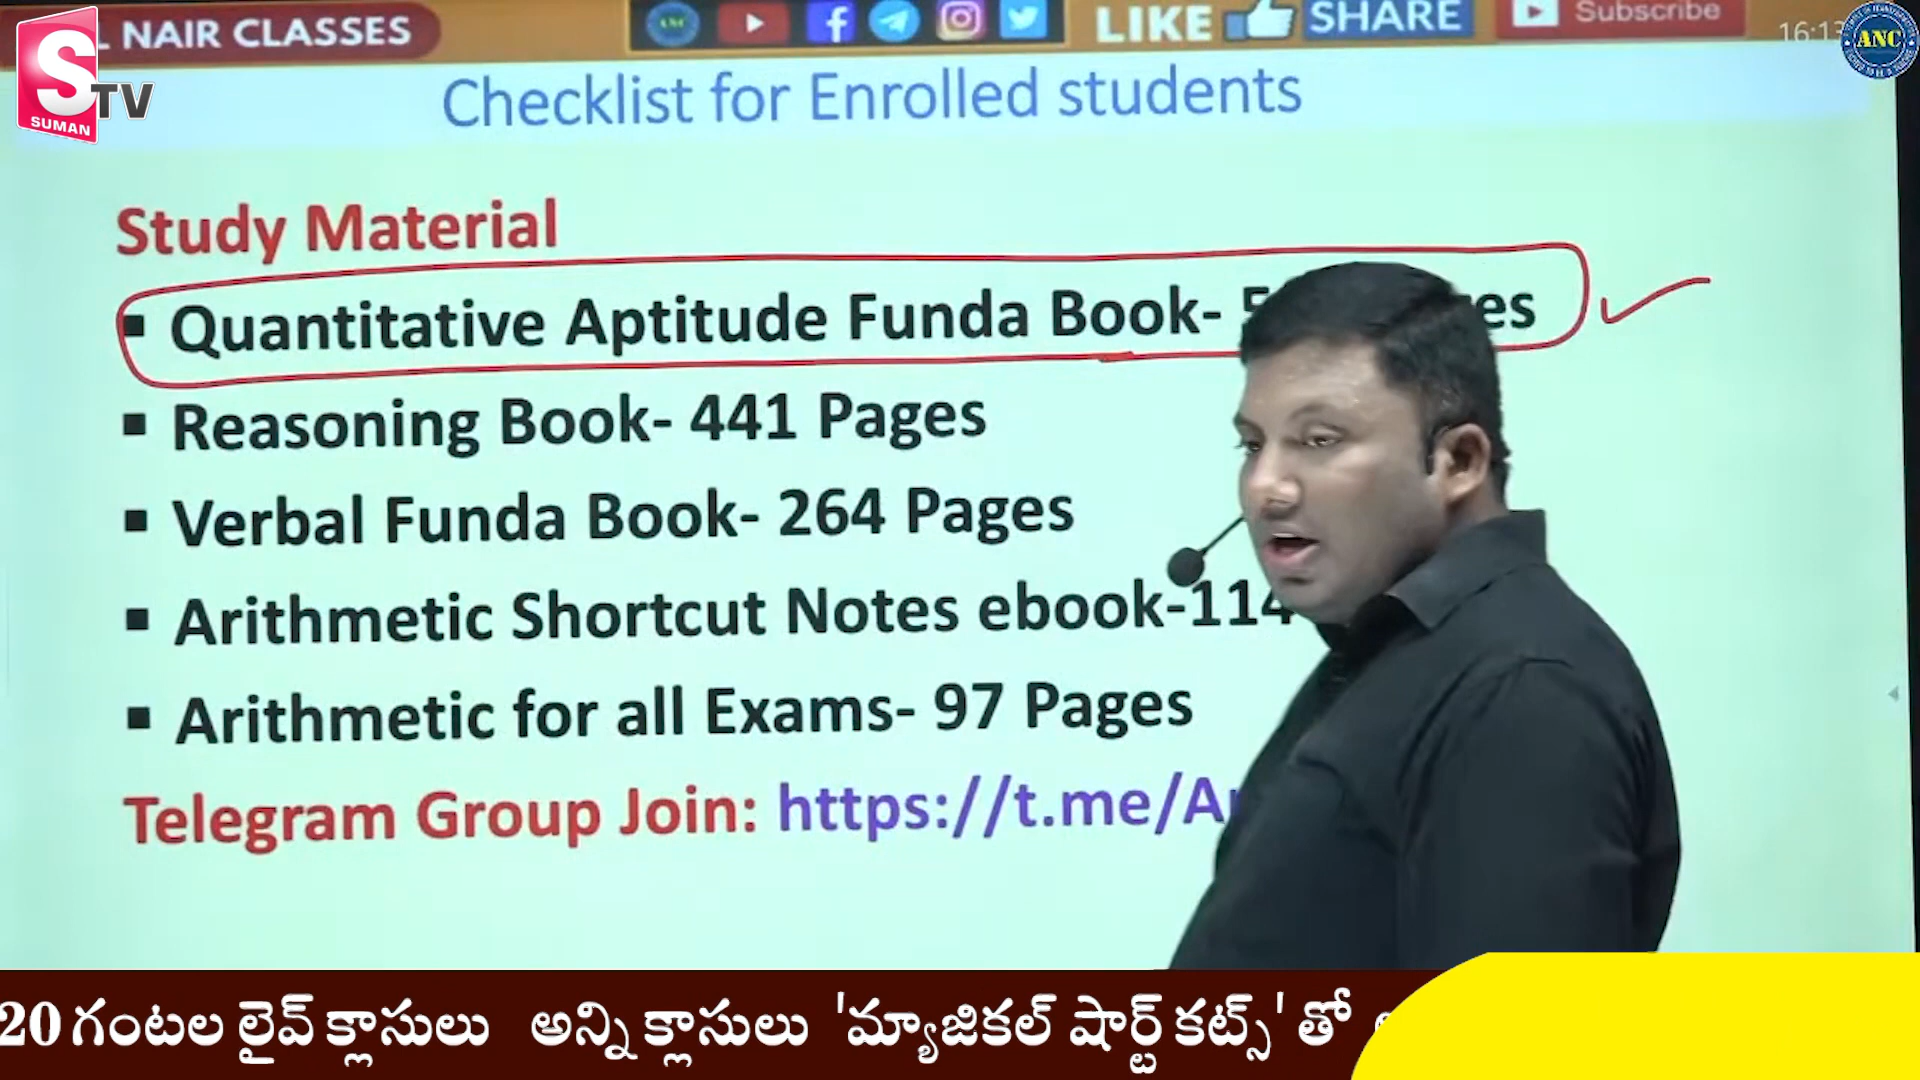 L NAIR CLASSES
LIKE
SHARE
Subscribe
ANC
S
TV
SUMAN
Checklist for Enrolled students
Study Material
▪ Quantitative Aptitude Funda Book-
▪ Reasoning Book- 441 Pages
▪ Verbal Funda Book- 264 Pages
▪ Arithmetic Shortcut Notes ebook-114
▪ Arithmetic for all Exams- 97 Pages
Telegram Group Join: https://t.me/
20 గంటల లైవ్ క్లాసులు అన్ని క్లాసులు 'మ్యాజికల్ షార్ట్ కట్స్' తో